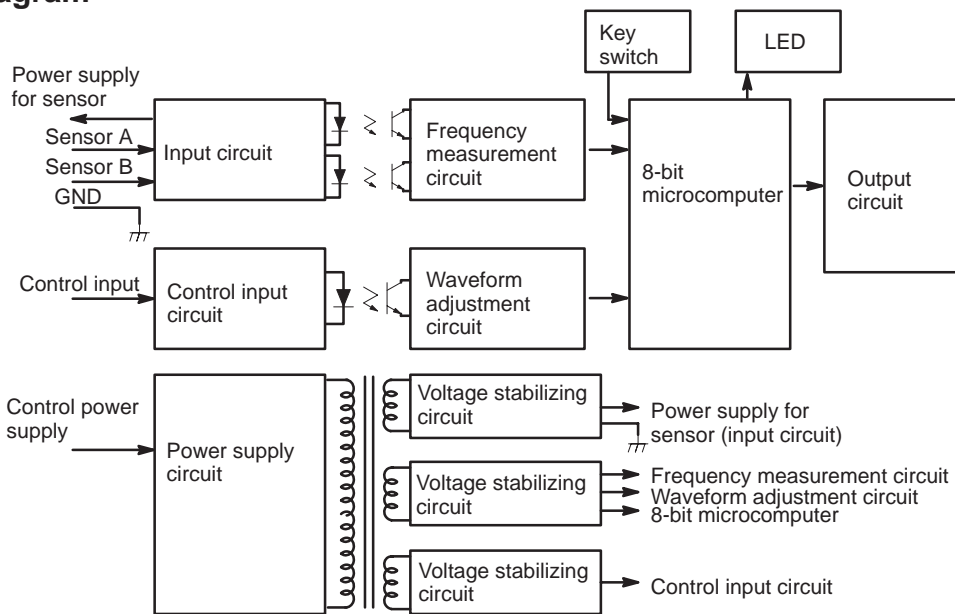 Key
switch
LED
Power supply
for sensor
Sensor A
Sensor B
GND
Input circuit
Frequency
measurement
circuit
8-bit
microcomputer
Output
circuit
Control input
Control input
circuit
Waveform
adjustment
circuit
Control power
supply
Power supply
circuit
Voltage stabilizing
circuit
Power supply for
sensor (input circuit)
Voltage stabilizing
circuit
Frequency measurement circuit
Waveform adjustment circuit
8-bit microcomputer
Voltage stabilizing
circuit
Control input circuit